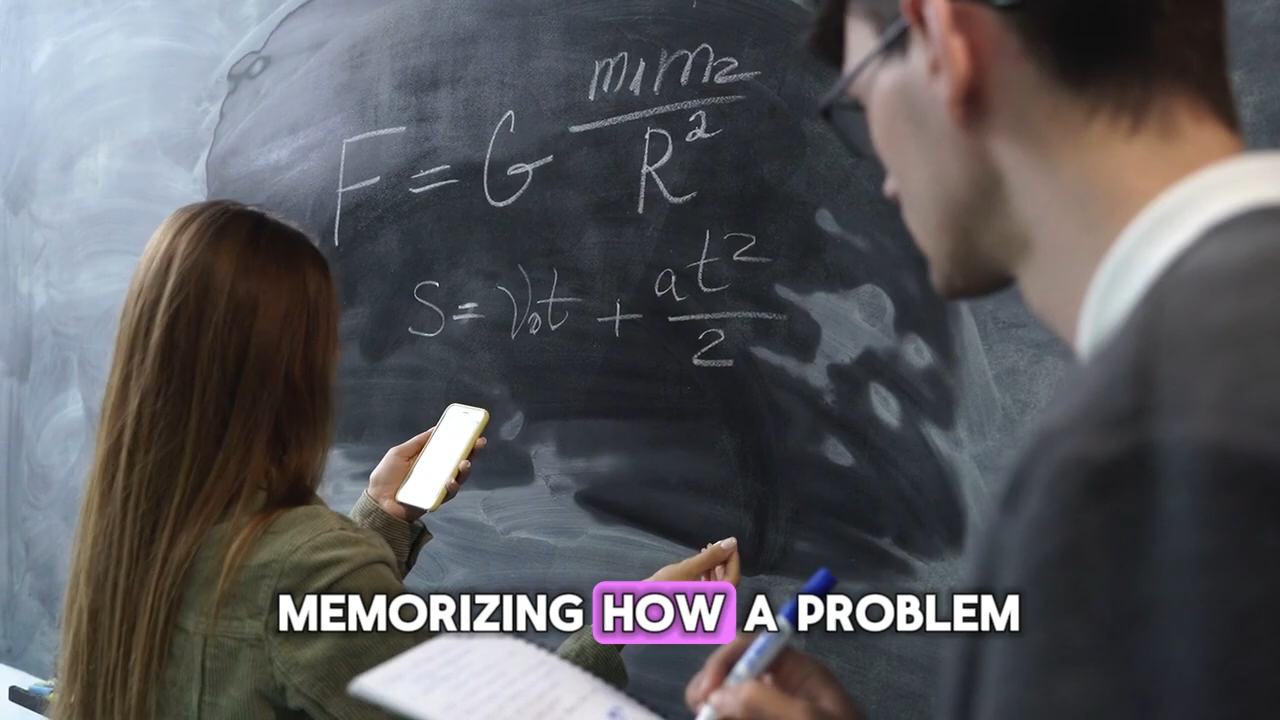 F = G m1m2 / R²
S = V₀t + at² / 2
MEMORIZING HOW A PROBLEM